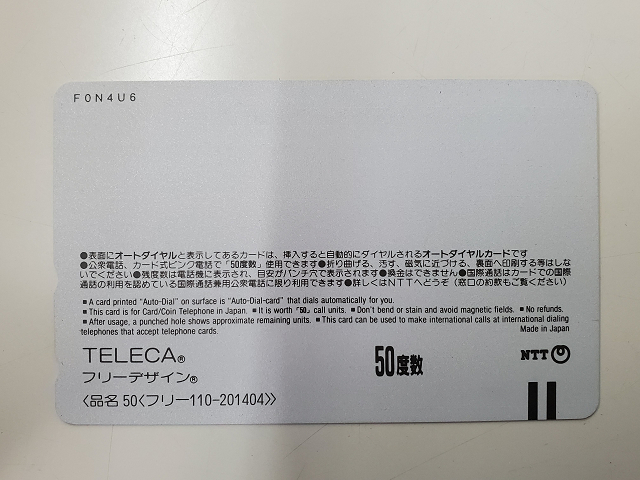 F0N4U6
●表面にオートダイヤルと表示してあるカードは、挿入すると自動的にダイヤルされるオートダイヤルカードです
●公衆電話、カード式ピンク電話で「50度数」使用できます●折り曲げる、汚す、磁気に近づける、裏面へ印刷する等はしな
いでください●残度数は電話機に表示され、目安がパンチ穴で表示されます●換金はできません●国際通話はカードでの国際
通話の利用を認めている国際通話兼用公衆電話に限り利用できます●詳しくはNTTへどうぞ(窓口の約款もご覧ください)
■A card printed "Auto-Dial" on surface is "Auto-Dial-card" that dials automatically for you.
■This card is for Card/Coin Telephone in Japan. ■It is worth「50」call units. ■Don't bend or stain and avoid magnetic fields. ■No refunds.
■After usage, a punched hole shows approximate remaining units. ■This card can be used to make international calls at international dialing
telephones that accept telephone cards.
Made in Japan
TELECA®
フリーデザイン®
50度数
NTT
〈品名 50〈フリー110-201404〉〉